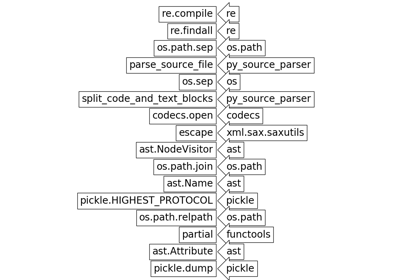 re.compile re
re.findall re
os.path.sep os.path
parse_source_file py_source_parser
os.sep os
split_code_and_text_blocks py_source_parser
codecs.open codecs
escape xml.sax.saxutils
ast.NodeVisitor ast
os.path.join os.path
ast.Name ast
pickle.HIGHEST_PROTOCOL pickle
os.path.relpath os.path
partial functools
ast.Attribute ast
pickle.dump pickle